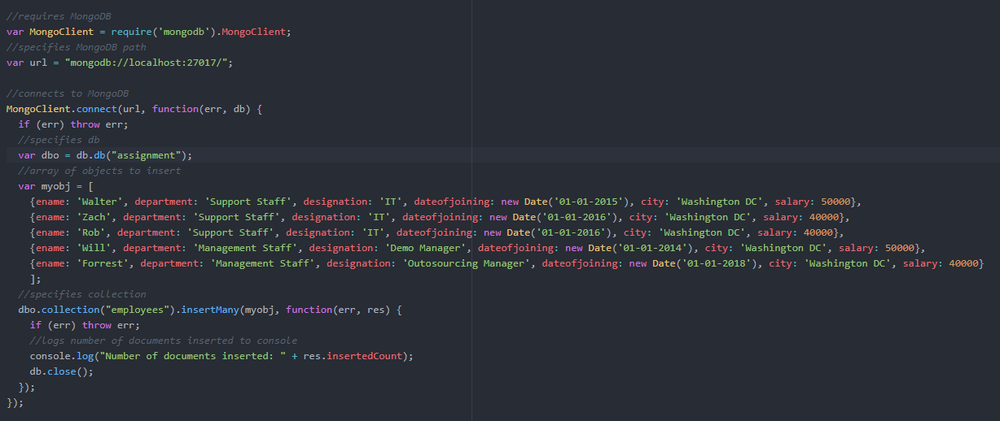 //requires MongoDB
var MongoClient = require('mongodb').MongoClient;
//specifies MongoDB path
var url = "mongodb://localhost:27017/";
//connects to MongoDB
MongoClient.connect(url, function(err, db) {
if (err) throw err;
//specifies db
var dbo = db.db("assignment");
//array of objects to insert
var myobj = [
{ename: 'Walter', department: 'Support Staff', designation: 'IT', dateofjoining: new Date('01-01-2015'), city: 'Washington DC', salary: 50000},
{ename: 'Zach', department: 'Support Staff', designation: 'IT', dateofjoining: new Date('01-01-2016'), city: 'Washington DC', salary: 40000},
{ename: 'Rob', department: 'Support Staff', designation: 'IT', dateofjoining: new Date('01-01-2016'), city: 'Washington DC', salary: 40000},
{ename: 'Will', department: 'Management Staff', designation: 'Demo Manager', dateofjoining: new Date('01-01-2014'), city: 'Washington DC', salary: 50000},
{ename: 'Forrest', department: 'Management Staff', designation: 'Outosourcing Manager', dateofjoining: new Date('01-01-2018'), city: 'Washington DC', salary: 40000}
];
//specifies collection
dbo.collection("employees").insertMany(myobj, function(err, res) {
if (err) throw err;
//logs number of documents inserted to console
console.log("Number of documents inserted: " + res.insertedCount);
db.close();
});
});